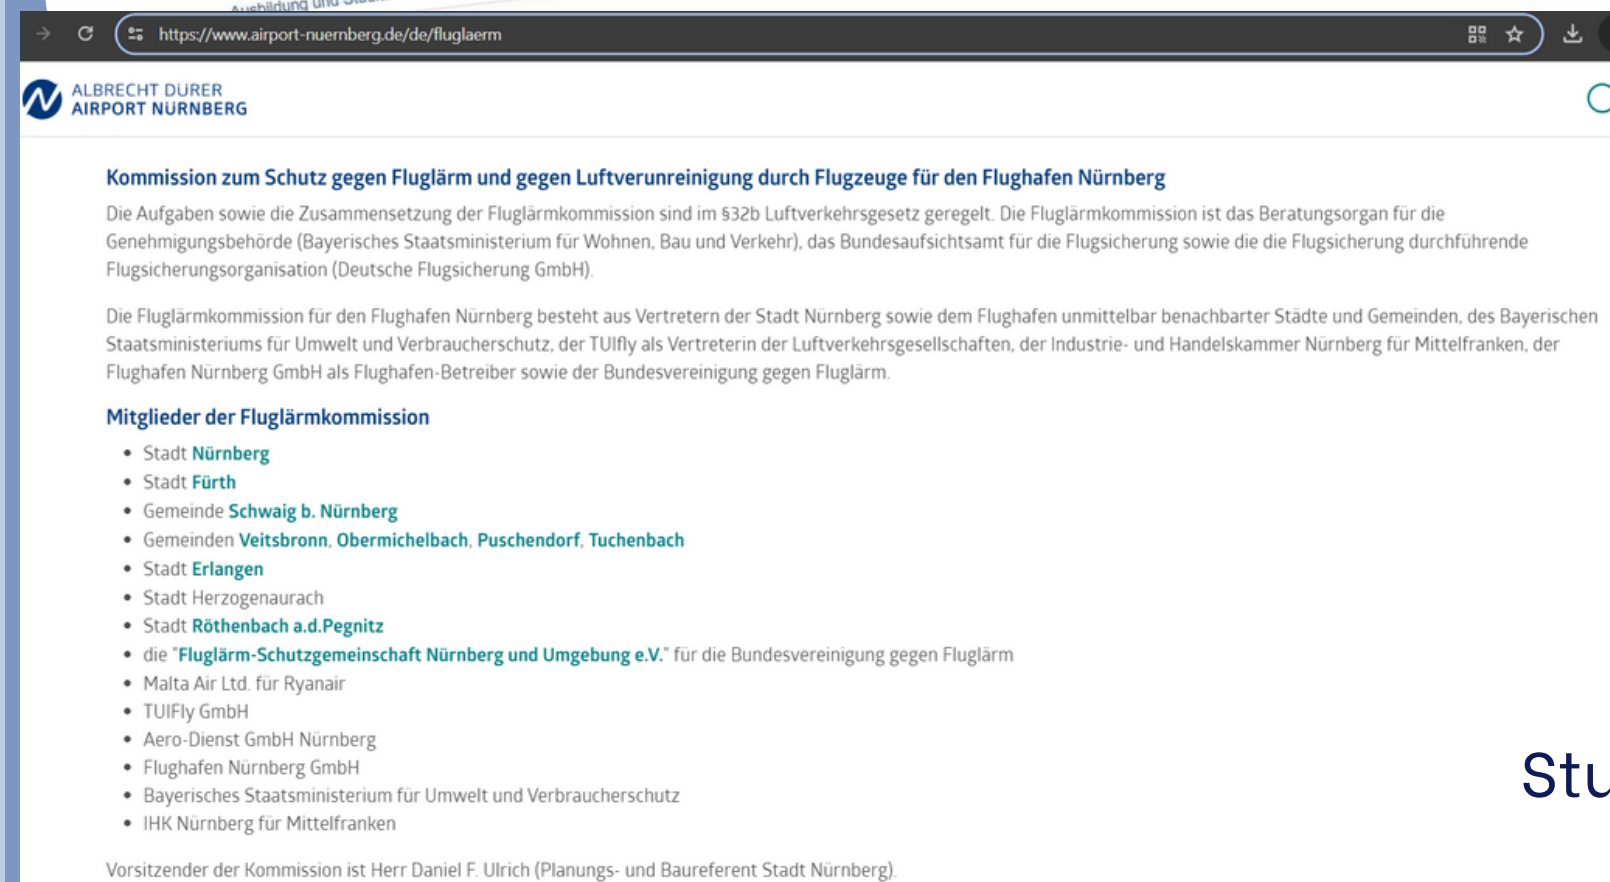 Ausbildung und
https://www.airport-nuernberg.de/de/fluglaerm
ALBRECHT DÜRER
AIRPORT NÜRNBERG
Kommission zum Schutz gegen Fluglärm und gegen Luftverunreinigung durch Flugzeuge für den Flughafen Nürnberg
Die Aufgaben sowie die Zusammensetzung der Fluglärmkommission sind im §32b Luftverkehrsgesetz geregelt. Die Fluglärmkommission ist das Beratungsorgan für die
Genehmigungsbehörde (Bayerisches Staatsministerium für Wohnen, Bau und Verkehr), das Bundesaufsichtsamt für die Flugsicherung sowie die die Flugsicherung durchführende
Flugsicherungsorganisation (Deutsche Flugsicherung GmbH).
Die Fluglärmkommission für den Flughafen Nürnberg besteht aus Vertretern der Stadt Nürnberg sowie dem Flughafen unmittelbar benachbarter Städte und Gemeinden, des Bayerischen
Staatsministeriums für Umwelt und Verbraucherschutz, der TUIfly als Vertreterin der Luftverkehrsgesellschaften, der Industrie- und Handelskammer Nürnberg für Mittelfranken, der
Flughafen Nürnberg GmbH als Flughafen-Betreiber sowie der Bundesvereinigung gegen Fluglärm.
Mitglieder der Fluglärmkommission
• Stadt Nürnberg
• Stadt Fürth
• Gemeinde Schwaig b. Nürnberg
• Gemeinden Veitsbronn, Obermichelbach, Puschendorf, Tuchenbach
• Stadt Erlangen
• Stadt Herzogenaurach
• Stadt Röthenbach a.d.Pegnitz
• die "Fluglärm-Schutzgemeinschaft Nürnberg und Umgebung e.V." für die Bundesvereinigung gegen Fluglärm
• Malta Air Ltd. für Ryanair
• TUIFly GmbH
• Aero-Dienst GmbH Nürnberg
• Flughafen Nürnberg GmbH
Stu
• Bayerisches Staatsministerium für Umwelt und Verbraucherschutz
• IHK Nürnberg für Mittelfranken
Vorsitzender der Kommission ist Herr Daniel F. Ulrich (Planungs- und Baureferent Stadt Nürnberg).